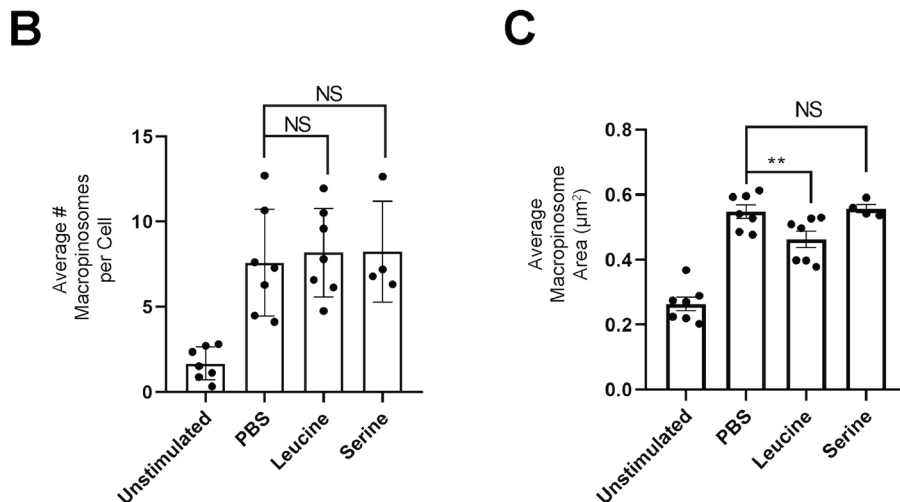 B
NS
NS
15
10
5
0
Average #
Macropinosomes
per Cell
Unstimulated
PBS
Leucine
Serine
C
NS
**
0.8
0.6
0.4
0.2
0.0
Average
Macropinosome
Area (µm²)
Unstimulated
PBS
Leucine
Serine